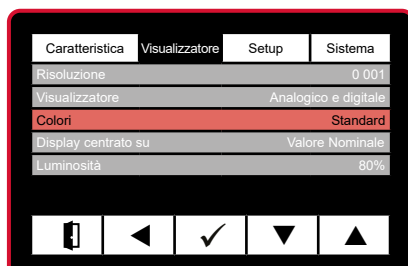 Caratteristica Visualizzatore Setup Sistema
Risoluzione 0 001
Visualizzatore Analogico e digitale
Colori Standard
Display centrato su Valore Nominale
Luminosità 80%